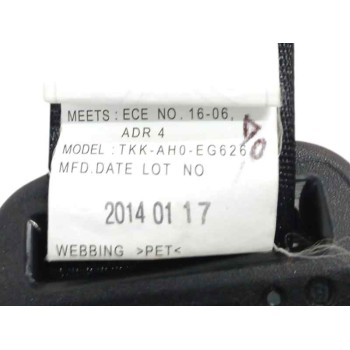 MEETS: ECE NO. 16-06,
ADR 4
MODEL: TKK-AH0-EG626
MFD.DATE LOT NO
2014 01 17
WEBBING >PET<